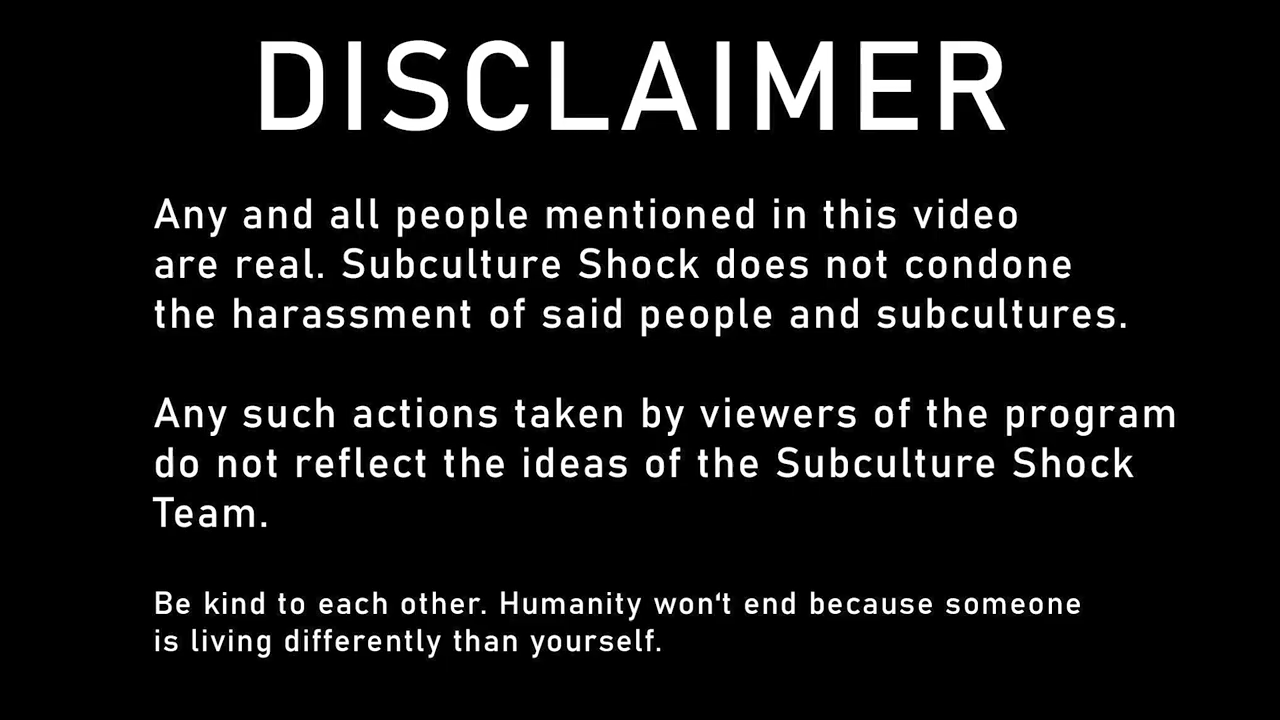 DISCLAIMER
Any and all people mentioned in this video
are real. Subculture Shock does not condone
the harassment of said people and subcultures.
Any such actions taken by viewers of the program
do not reflect the ideas of the Subculture Shock
Team.
Be kind to each other. Humanity won‘t end because someone
is living differently than yourself.